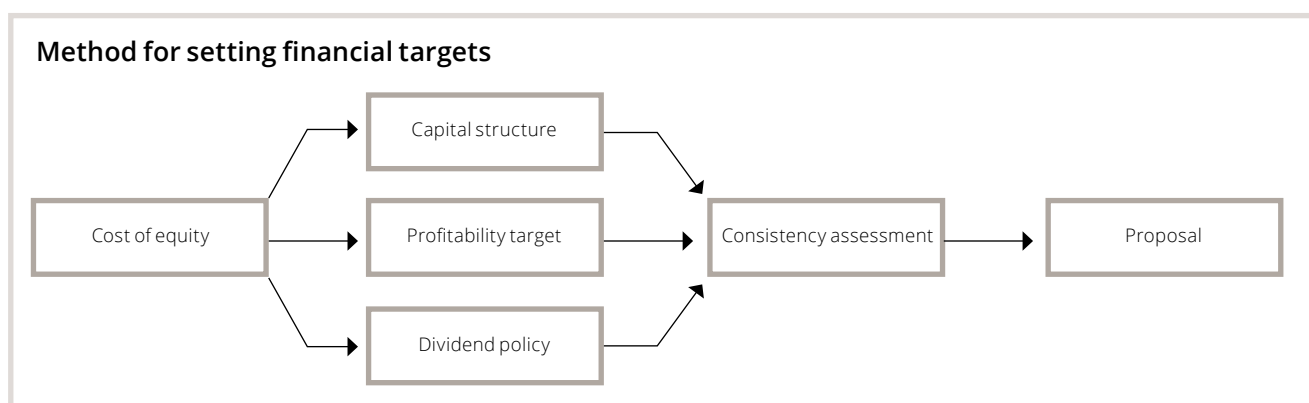 Method for setting financial targets
Capital structure
Cost of equity
Profitability target
Consistency assessment
Proposal
Dividend policy